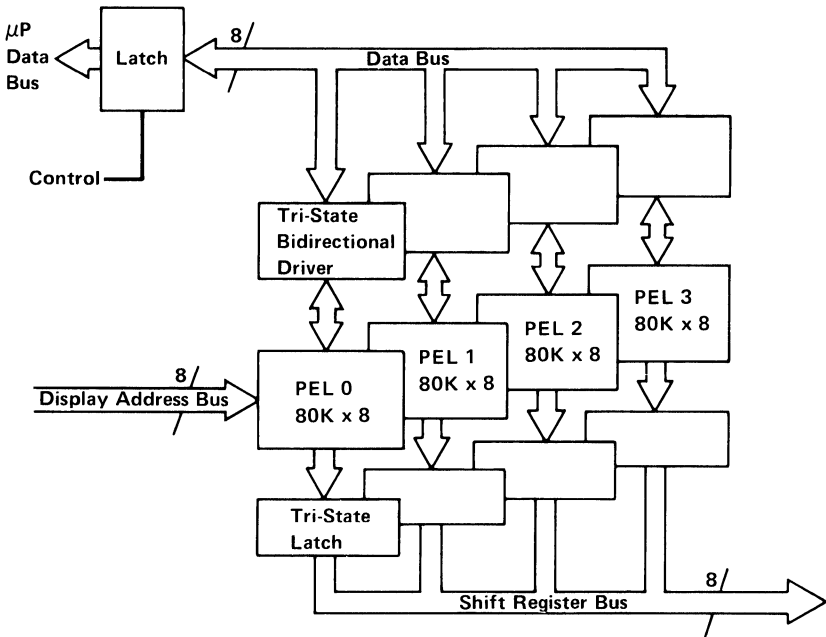 μP
Data
Bus
Latch
8
Data Bus
Control
Tri-State
Bidirectional
Driver
PEL 3
80K x 8
PEL 2
80K x 8
PEL 1
80K x 8
8
Display Address Bus
PEL 0
80K x 8
Tri-State
Latch
8
Shift Register Bus